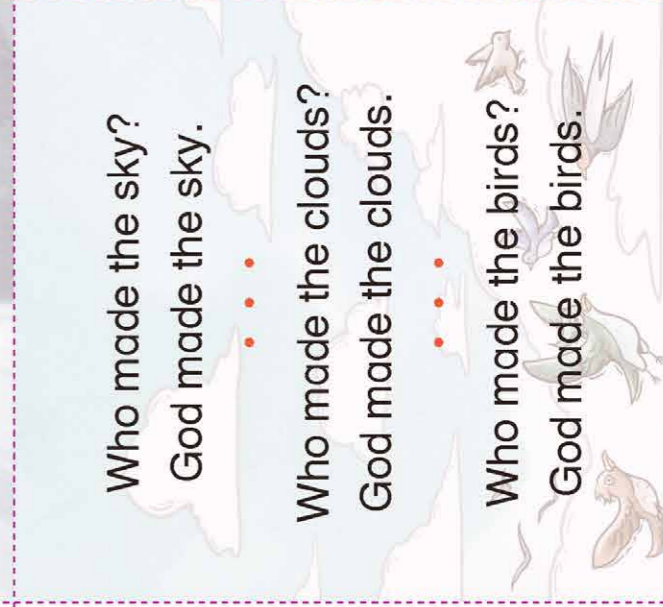 Who made the sky?
God made the sky.
• • •
Who made the clouds?
God made the clouds.
• • •
Who made the birds?
God made the birds.